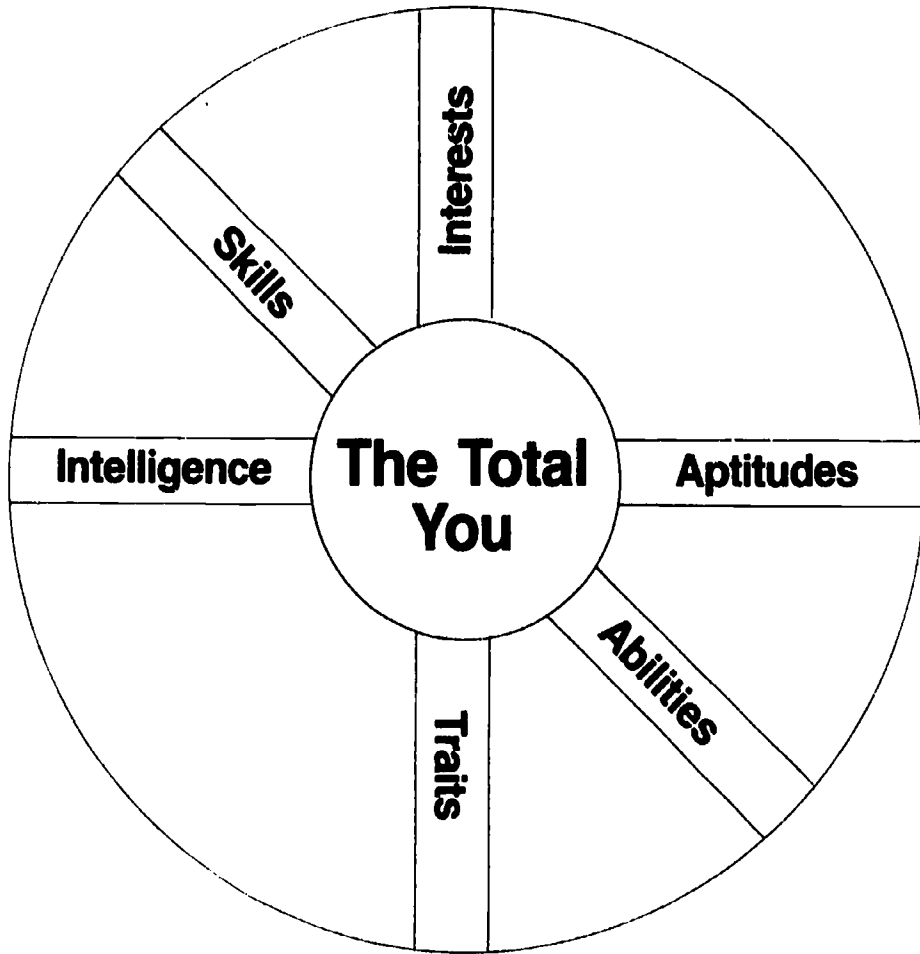 Interests
Skills
Intelligence
The Total
You
Aptitudes
Abilities
Traits